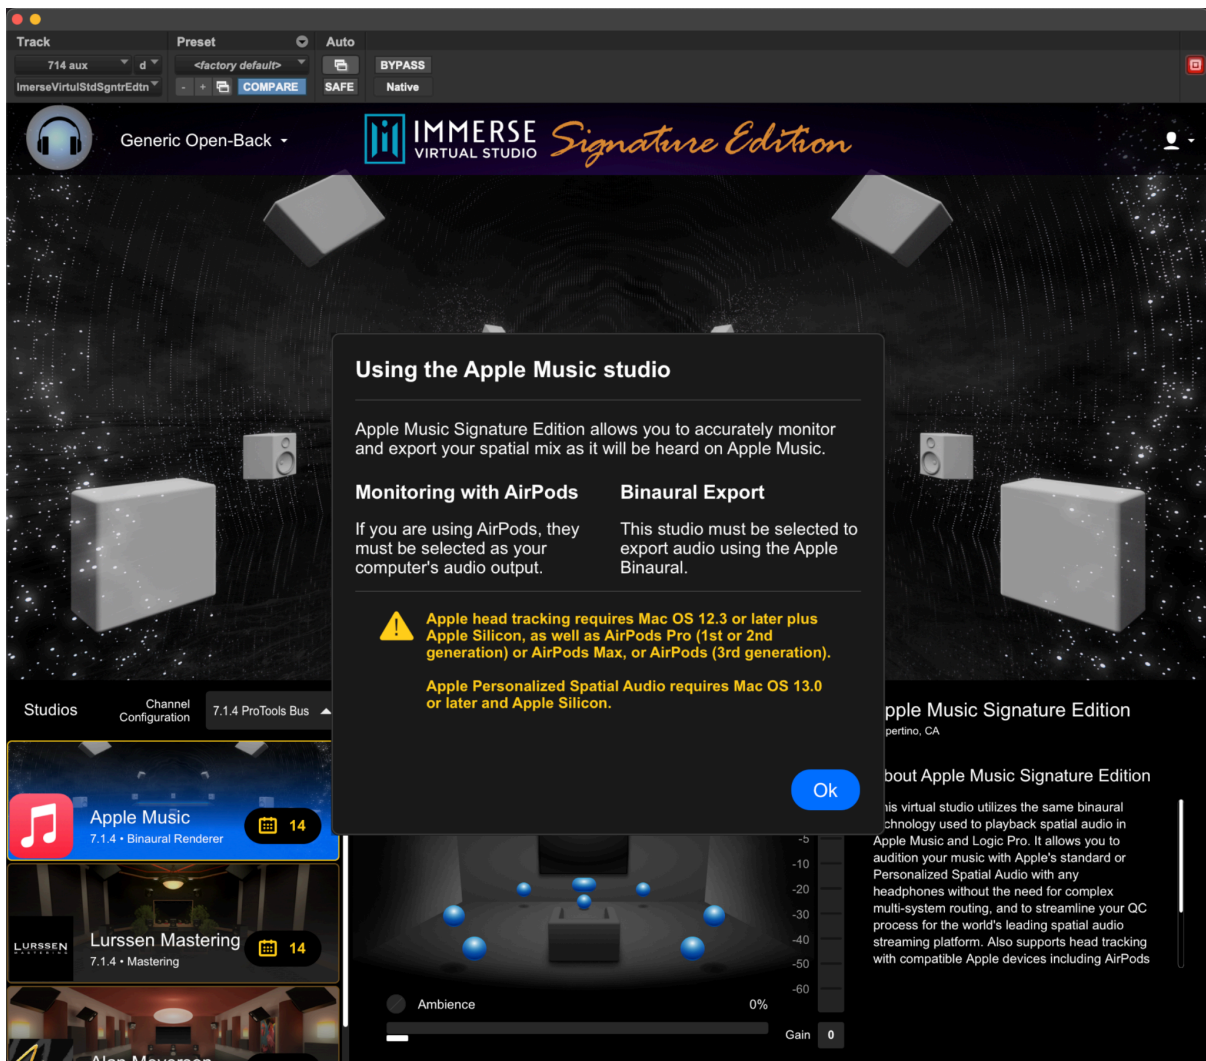 Track
Preset
Auto
714 aux
d
<factory default>
BYPASS
ImerseVirtulStdSgntrEdtn
- +
COMPARE
SAFE
Native
Generic Open-Back
IMMERSE
VIRTUAL STUDIO
Signature Edition
Using the Apple Music studio
Apple Music Signature Edition allows you to accurately monitor
and export your spatial mix as it will be heard on Apple Music.
Monitoring with AirPods
If you are using AirPods, they
must be selected as your
computer's audio output.
Binaural Export
This studio must be selected to
export audio using the Apple
Binaural.
Apple head tracking requires Mac OS 12.3 or later plus
Apple Silicon, as well as AirPods Pro (1st or 2nd
generation) or AirPods Max, or AirPods (3rd generation).
Apple Personalized Spatial Audio requires Mac OS 13.0
or later and Apple Silicon.
Ok
Studios
Channel
Configuration
7.1.4 ProTools Bus
Apple Music
7.1.4 • Binaural Renderer
14
LURSSEN
MASTERING
Lurssen Mastering
7.1.4 • Mastering
14
-5
-10
-20
-30
-40
-50
-60
Ambience
0%
Gain
0
pple Music Signature Edition
pertino, CA
bout Apple Music Signature Edition
his virtual studio utilizes the same binaural
chnology used to playback spatial audio in
Apple Music and Logic Pro. It allows you to
audition your music with Apple's standard or
Personalized Spatial Audio with any
headphones without the need for complex
multi-system routing, and to streamline your QC
process for the world's leading spatial audio
streaming platform. Also supports head tracking
with compatible Apple devices including AirPods